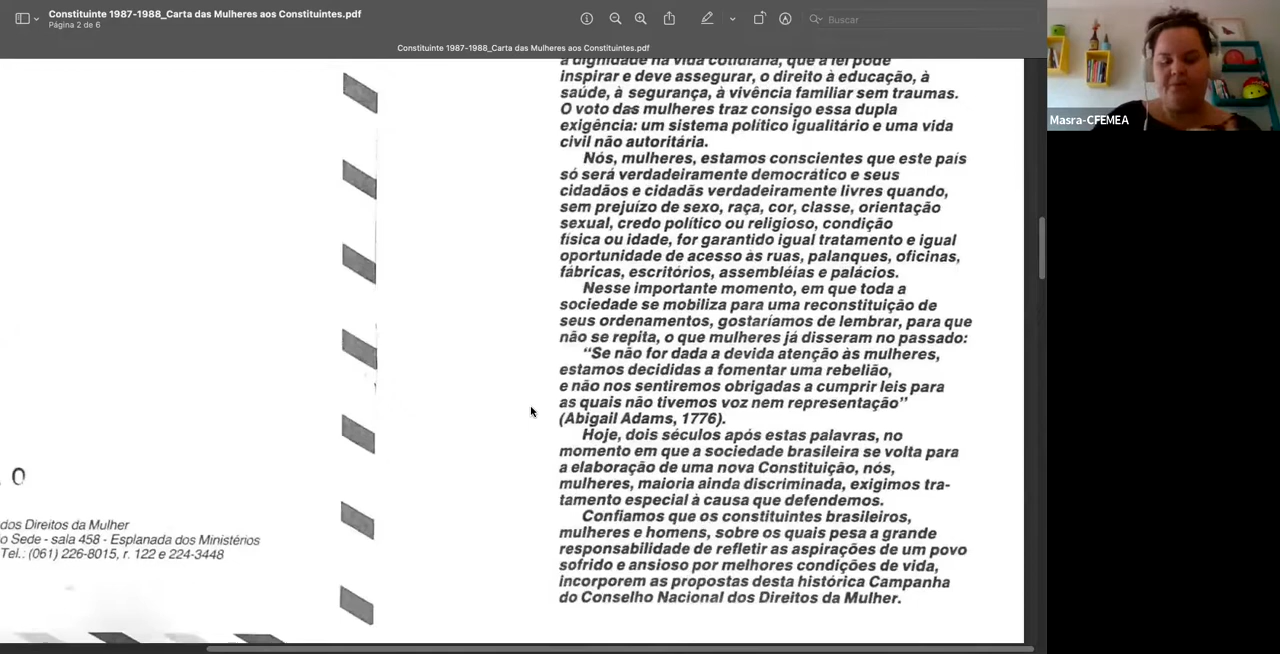 Constituinte 1987-1988_Carta das Mulheres aos Constituintes.pdf
Página 2 de 6
Buscar
Constituinte 1987-1988_Carta das Mulheres aos Constituintes.pdf
Masra-CFEMEA
a dignidade na vida cotidiana, que a lei pode
inspirar e deve assegurar, o direito à educação, à
saúde, à segurança, à vivência familiar sem traumas.
O voto das mulheres traz consigo essa dupla
exigência: um sistema político igualitário e uma vida
civil não autoritária.
Nós, mulheres, estamos conscientes que este país
só será verdadeiramente democrático e seus
cidadãos e cidadãs verdadeiramente livres quando,
sem prejuízo de sexo, raça, cor, classe, orientação
sexual, credo político ou religioso, condição
física ou idade, for garantido igual tratamento e igual
oportunidade de acesso às ruas, palanques, oficinas,
fábricas, escritórios, assembléias e palácios.
Nesse importante momento, em que toda a
sociedade se mobiliza para uma reconstituição de
seus ordenamentos, gostaríamos de lembrar, para que
não se repita, o que mulheres já disseram no passado:
“Se não for dada a devida atenção às mulheres,
estamos decididas a fomentar uma rebelião,
e não nos sentiremos obrigadas a cumprir leis para
as quais não tivemos voz nem representação”
(Abigail Adams, 1776).
Hoje, dois séculos após estas palavras, no
momento em que a sociedade brasileira se volta para
a elaboração de uma nova Constituição, nós,
mulheres, maioria ainda discriminada, exigimos tra-
tamento especial à causa que defendemos.
Confiamos que os constituintes brasileiros,
mulheres e homens, sobre os quais pesa a grande
responsabilidade de refletir as aspirações de um povo
sofrido e ansioso por melhores condições de vida,
incorporem as propostas desta histórica Campanha
do Conselho Nacional dos Direitos da Mulher.
O
dos Direitos da Mulher
o Sede - sala 458 - Esplanada dos Ministérios
Tel.: (061) 226-8015, r. 122 e 224-3448